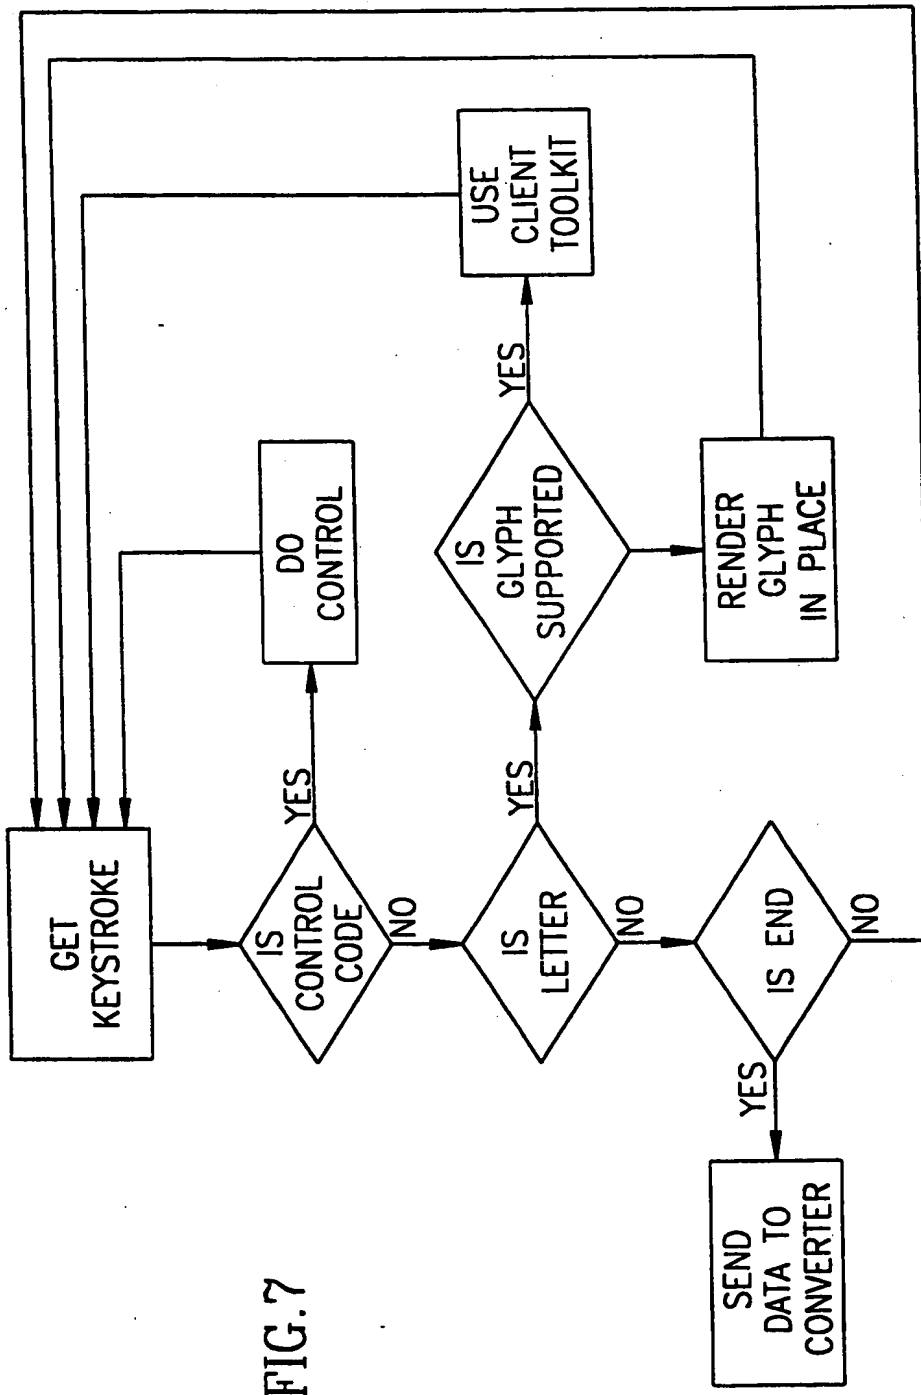 GET
KEYSTROKE
IS
CONTROL
CODE
YES
DO
CONTROL
NO
IS
LETTER
YES
IS
GLYPH
SUPPORTED
YES
USE
CLIENT
TOOLKIT
RENDER
GLYPH
IN PLACE
NO
IS END
NO
YES
SEND
DATA TO
CONVERTER
FIG.7